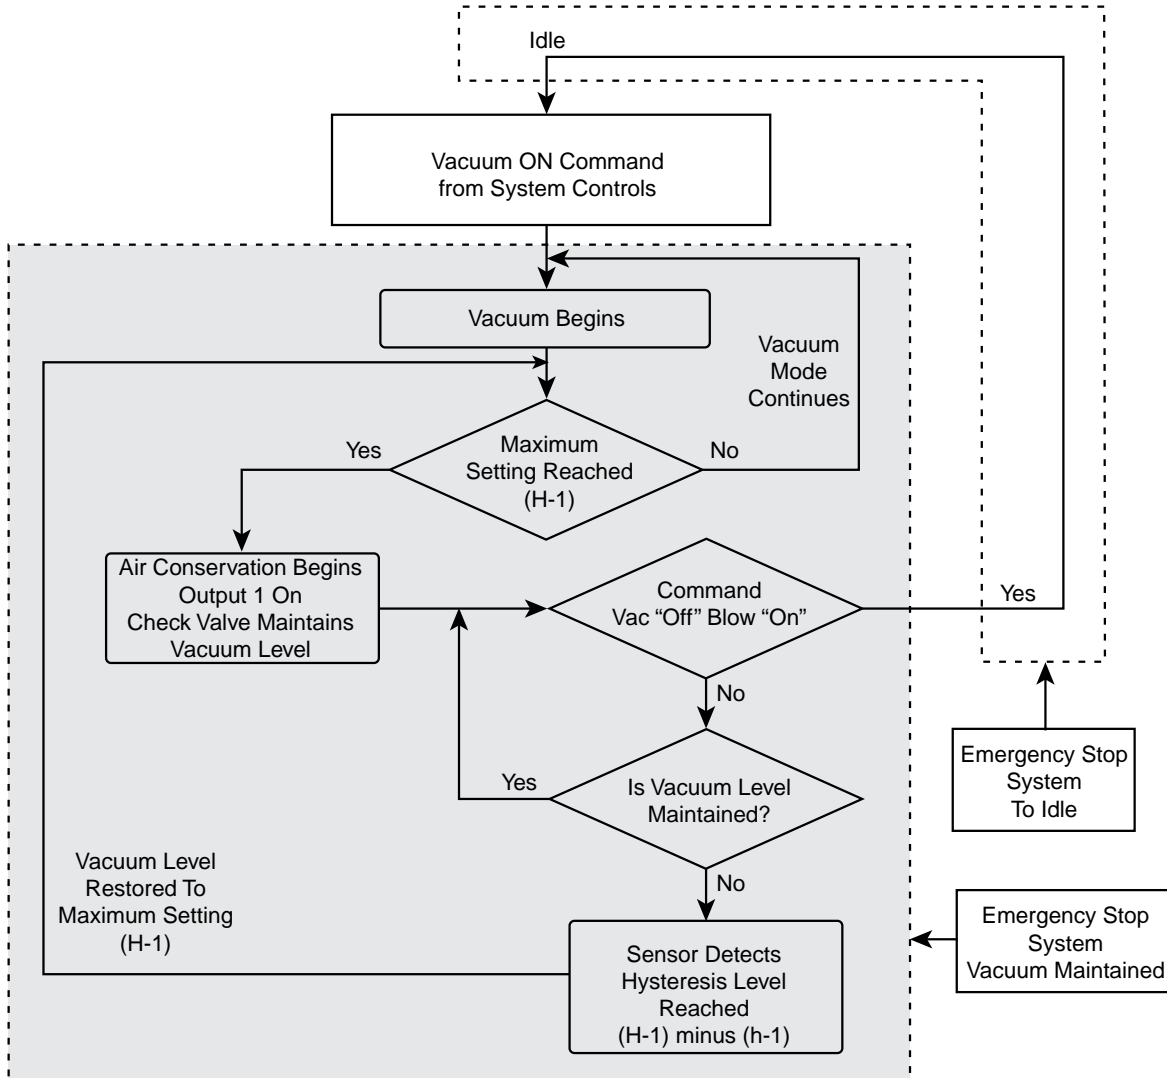 Idle
Vacuum ON Command
from System Controls
Vacuum Begins
Vacuum
Mode
Continues
Yes
Maximum
Setting Reached
(H-1)
No
Air Conservation Begins
Output 1 On
Check Valve Maintains
Vacuum Level
Command
Vac “Off” Blow “On”
Yes
No
Emergency Stop
System
To Idle
Yes
Is Vacuum Level
Maintained?
No
Vacuum Level
Restored To
Maximum Setting
(H-1)
Sensor Detects
Hysteresis Level
Reached
(H-1) minus (h-1)
Emergency Stop
System
Vacuum Maintained